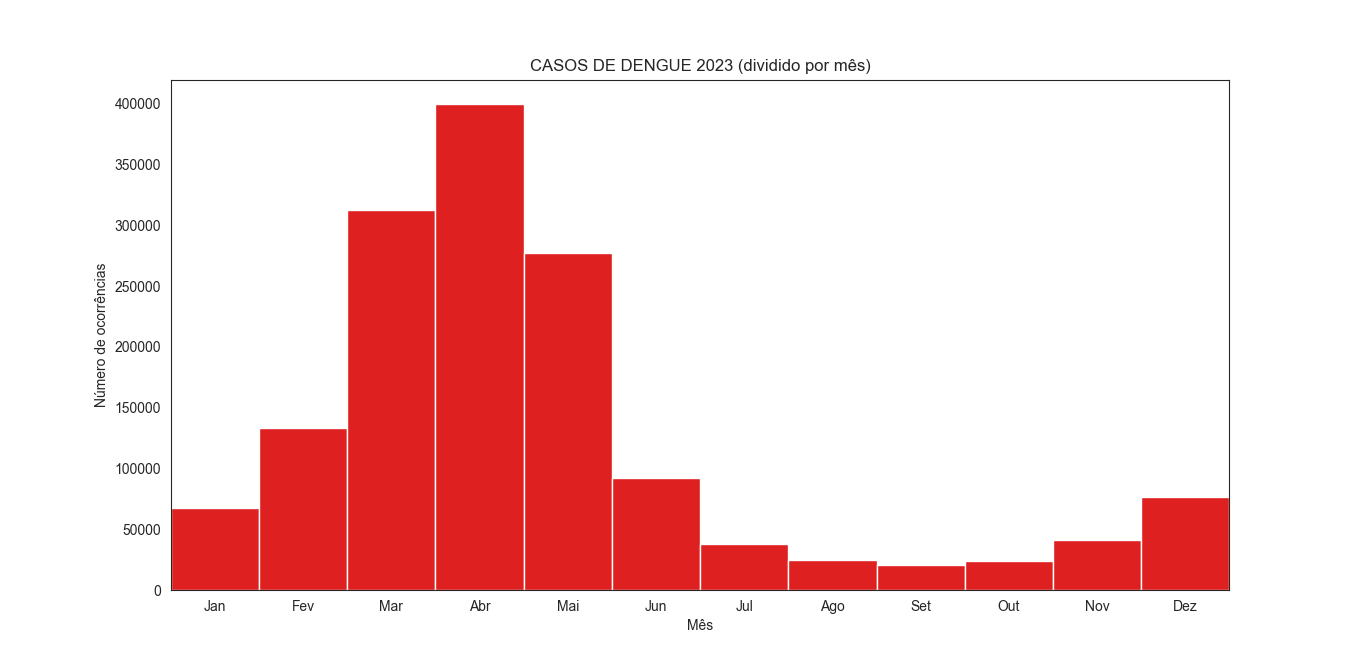 CASOS DE DENGUE 2023 (dividido por mês)
Número de ocorrências
400000
350000
300000
250000
200000
150000
100000
50000
0
Jan Fev Mar Abr Mai Jun Jul Ago Set Out Nov Dez
Mês